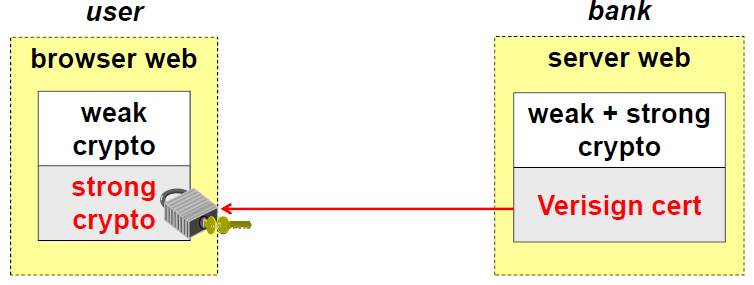 user
bank
browser web
server web
weak
crypto
weak + strong
crypto
strong
crypto
Verisign cert